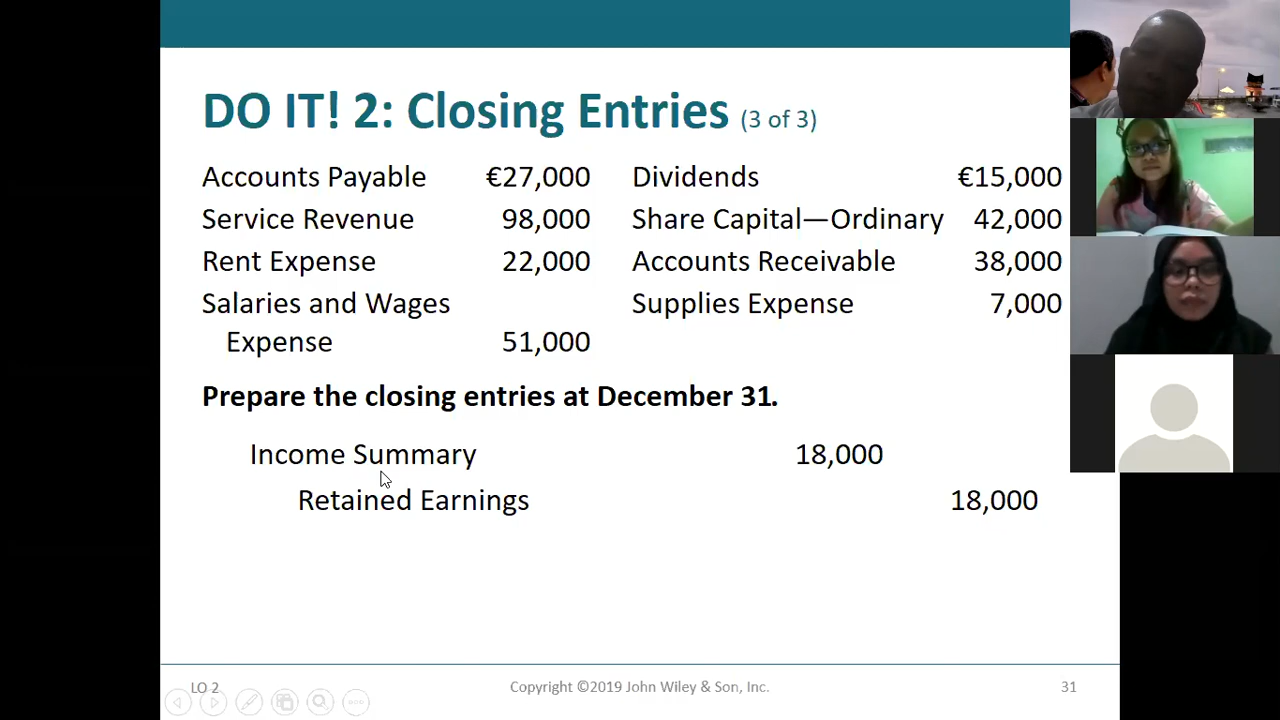 DO IT! 2: Closing Entries (3 of 3)
Accounts Payable €27,000 Dividends €15,000
Service Revenue 98,000 Share Capital—Ordinary 42,000
Rent Expense 22,000 Accounts Receivable 38,000
Salaries and Wages Supplies Expense 7,000
Expense 51,000
Prepare the closing entries at December 31.
Income Summary 18,000
Retained Earnings 18,000
LO 2 Copyright ©2019 John Wiley & Son, Inc. 31